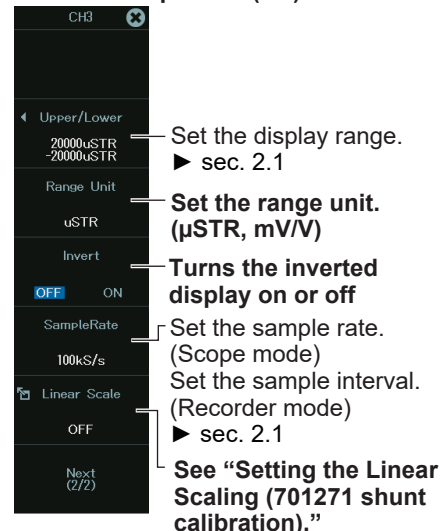 CH3
Upper/Lower
20000uSTR
-20000uSTR
Set the display range.
► sec. 2.1
Range Unit
uSTR
Set the range unit.
(μSTR, mV/V)
Invert
OFF ON
Turns the inverted
display on or off
SampleRate
100kS/s
Set the sample rate.
(Scope mode)
Set the sample interval.
(Recorder mode)
► sec. 2.1
Linear Scale
OFF
See “Setting the Linear
Scaling (701271 shunt
calibration).”
Next
(2/2)